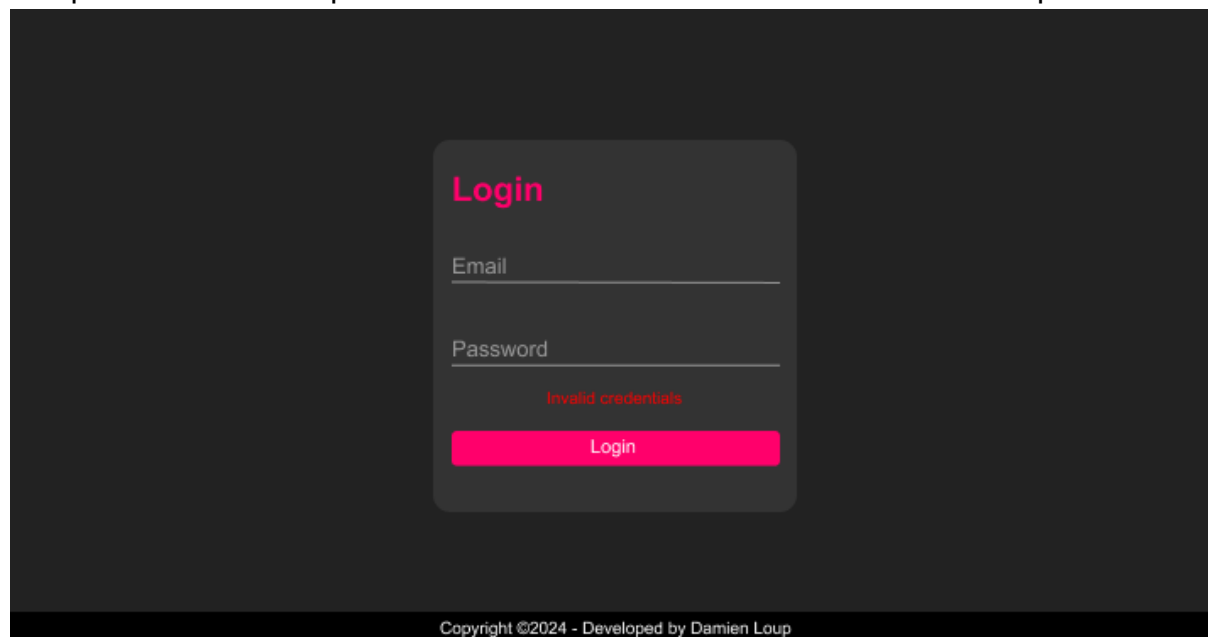 Login
Email
Password
Invalid credentials
Login
Copyright ©2024 - Developed by Damien Loup